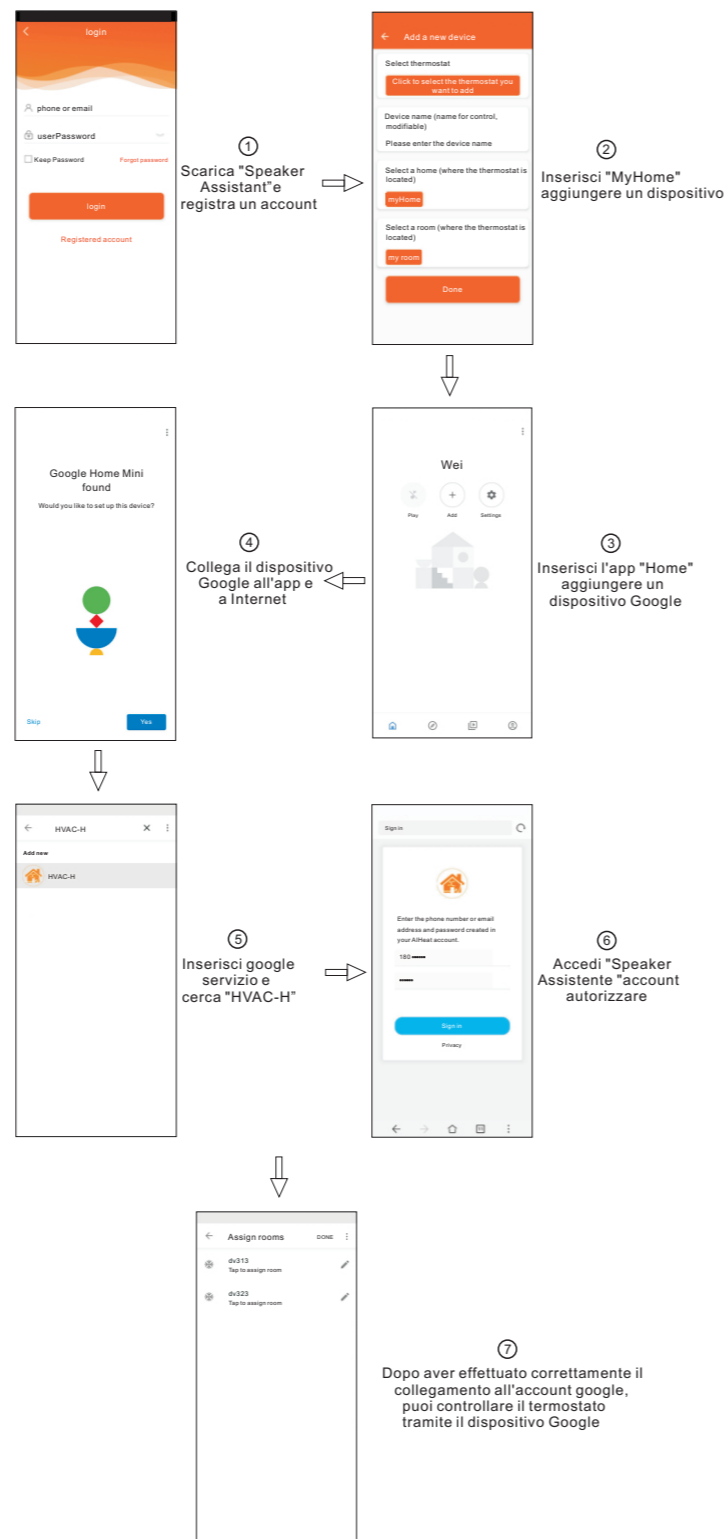 login
phone or email
userPassword
Keep Password
Forgot password
login
Registered account
①
Scarica "Speaker
Assistant"e
registra un account
Add a new device
Select thermostat
Click to select the thermostat you
want to add
Device name (name for control,
modifiable)
Please enter the device name
Select a home (where the thermostat is
located)
myHome
Select a room (where the thermostat is
located)
my room
Done
②
Inserisci "MyHome"
aggiungere un dispositivo
Wei
Play
Add
Settings
③
Inserisci l'app "Home"
aggiungere un
dispositivo Google
Google Home Mini
found
Would you like to set up this device?
Skip
Yes
④
Collega il dispositivo
Google all'app e
a Internet
HVAC-H
Add new
HVAC-H
⑤
Inserisci google
servizio e
cerca "HVAC-H"
Sign in
Enter the phone number or email
address and password created in
your AlHeat account.
180 ••••••
••••••
Sign in
Privacy
⑥
Accedi "Speaker
Assistente "account
autorizzare
Assign rooms
DONE
dv313
Tap to assign room
dv323
Tap to assign room
⑦
Dopo aver effettuato correttamente il
collegamento all'account google,
puoi controllare il termostato
tramite il dispositivo Google